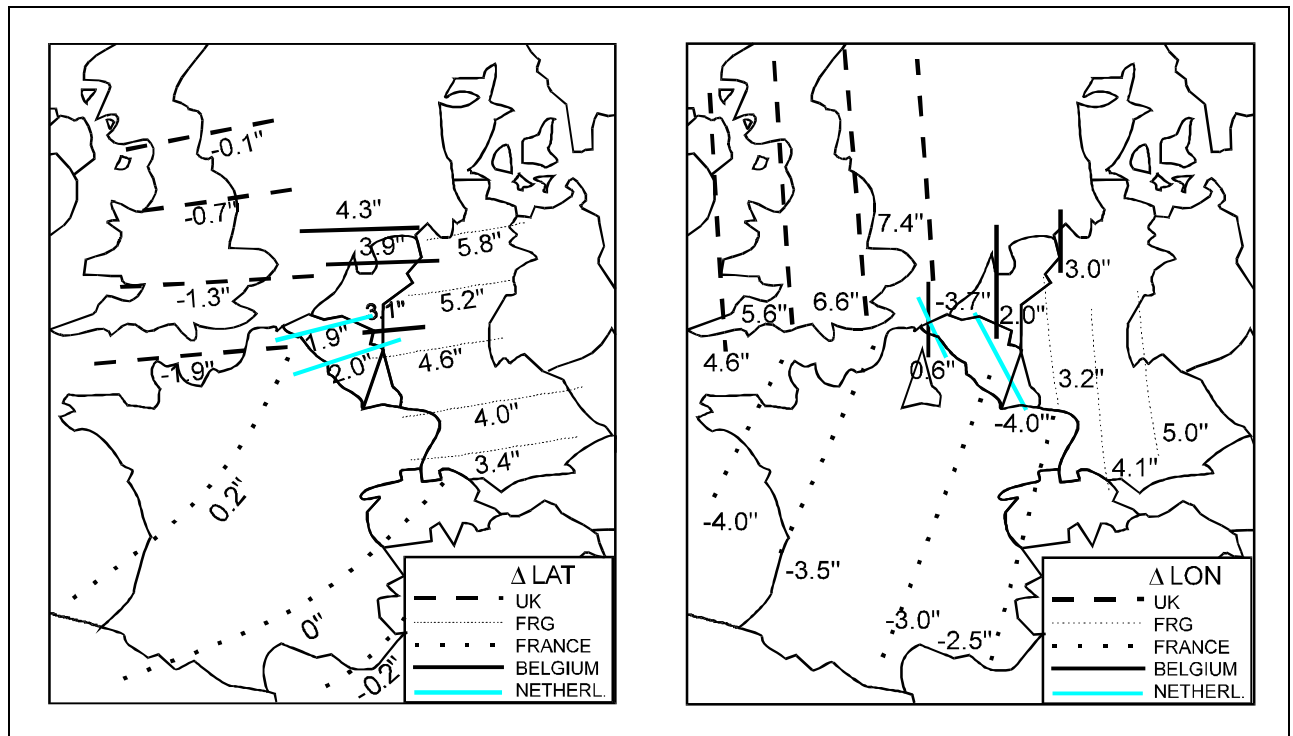 -0.1"
-0.7"
4.3"
3.9"
5.8"
-1.3"
5.2"
3.1"
1.9"
-1.9"
2.0"
4.6"
4.0"
3.4"
0.2"
0"
-0.2"
Δ LAT
UK
FRG
FRANCE
BELGIUM
NETHERL.
7.4"
3.0"
5.6"
6.6"
-3.7"
2.0"
4.6"
0.6"
3.2"
-4.0"
5.0"
4.1"
-4.0"
-3.5"
-3.0"
-2.5"
Δ LON
UK
FRG
FRANCE
BELGIUM
NETHERL.